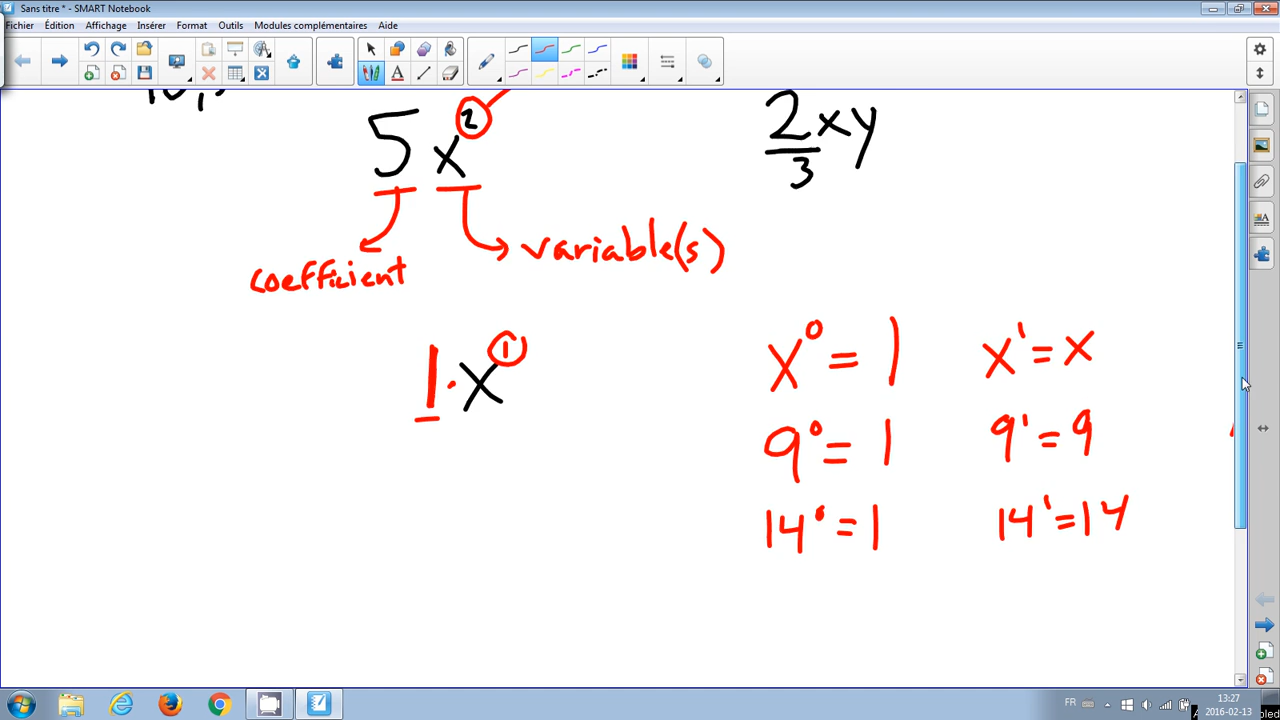 Sans titre * - SMART Notebook
Fichier Édition Affichage Insérer Format Outils Modules complémentaires Aide
5x²
2/3 xy
coefficient
variable(s)
1·x¹
x⁰ = 1
x¹ = x
9⁰ = 1
9¹ = 9
14⁰ = 1
14¹ = 14
FR
13:27
2016-02-13